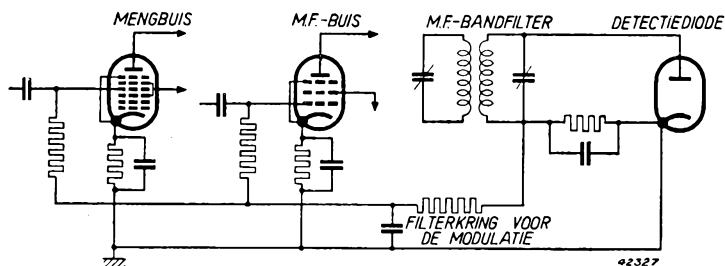 MENGBUIS
M.F.-BUIS
M.F.-BANDFILTER
DETECTIEDIODE
FILTERKRING VOOR
DE MODULATIE
42327